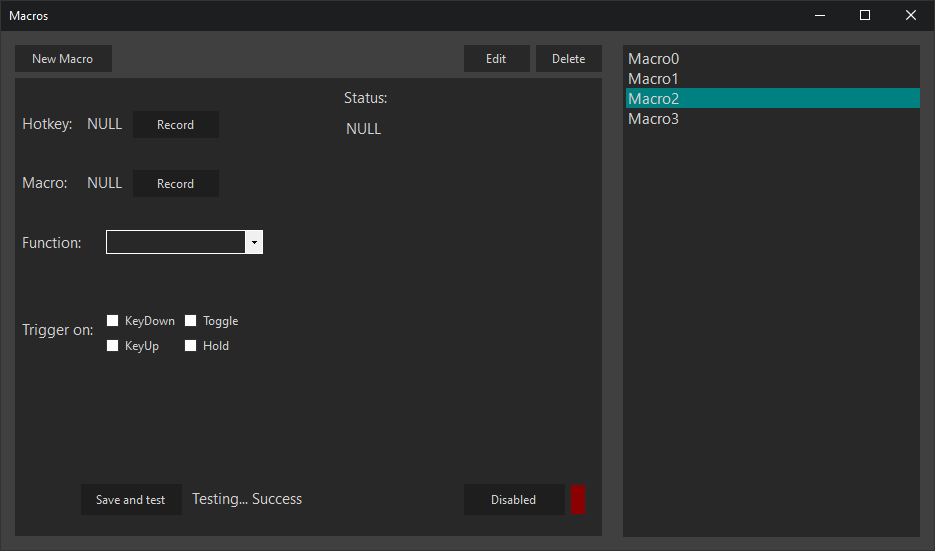 Macros
New Macro
Edit
Delete
Status:
NULL
Hotkey: NULL Record
Macro: NULL Record
Function:
Trigger on:
KeyDown Toggle
KeyUp Hold
Save and test Testing... Success
Disabled
Macro0
Macro1
Macro2
Macro3